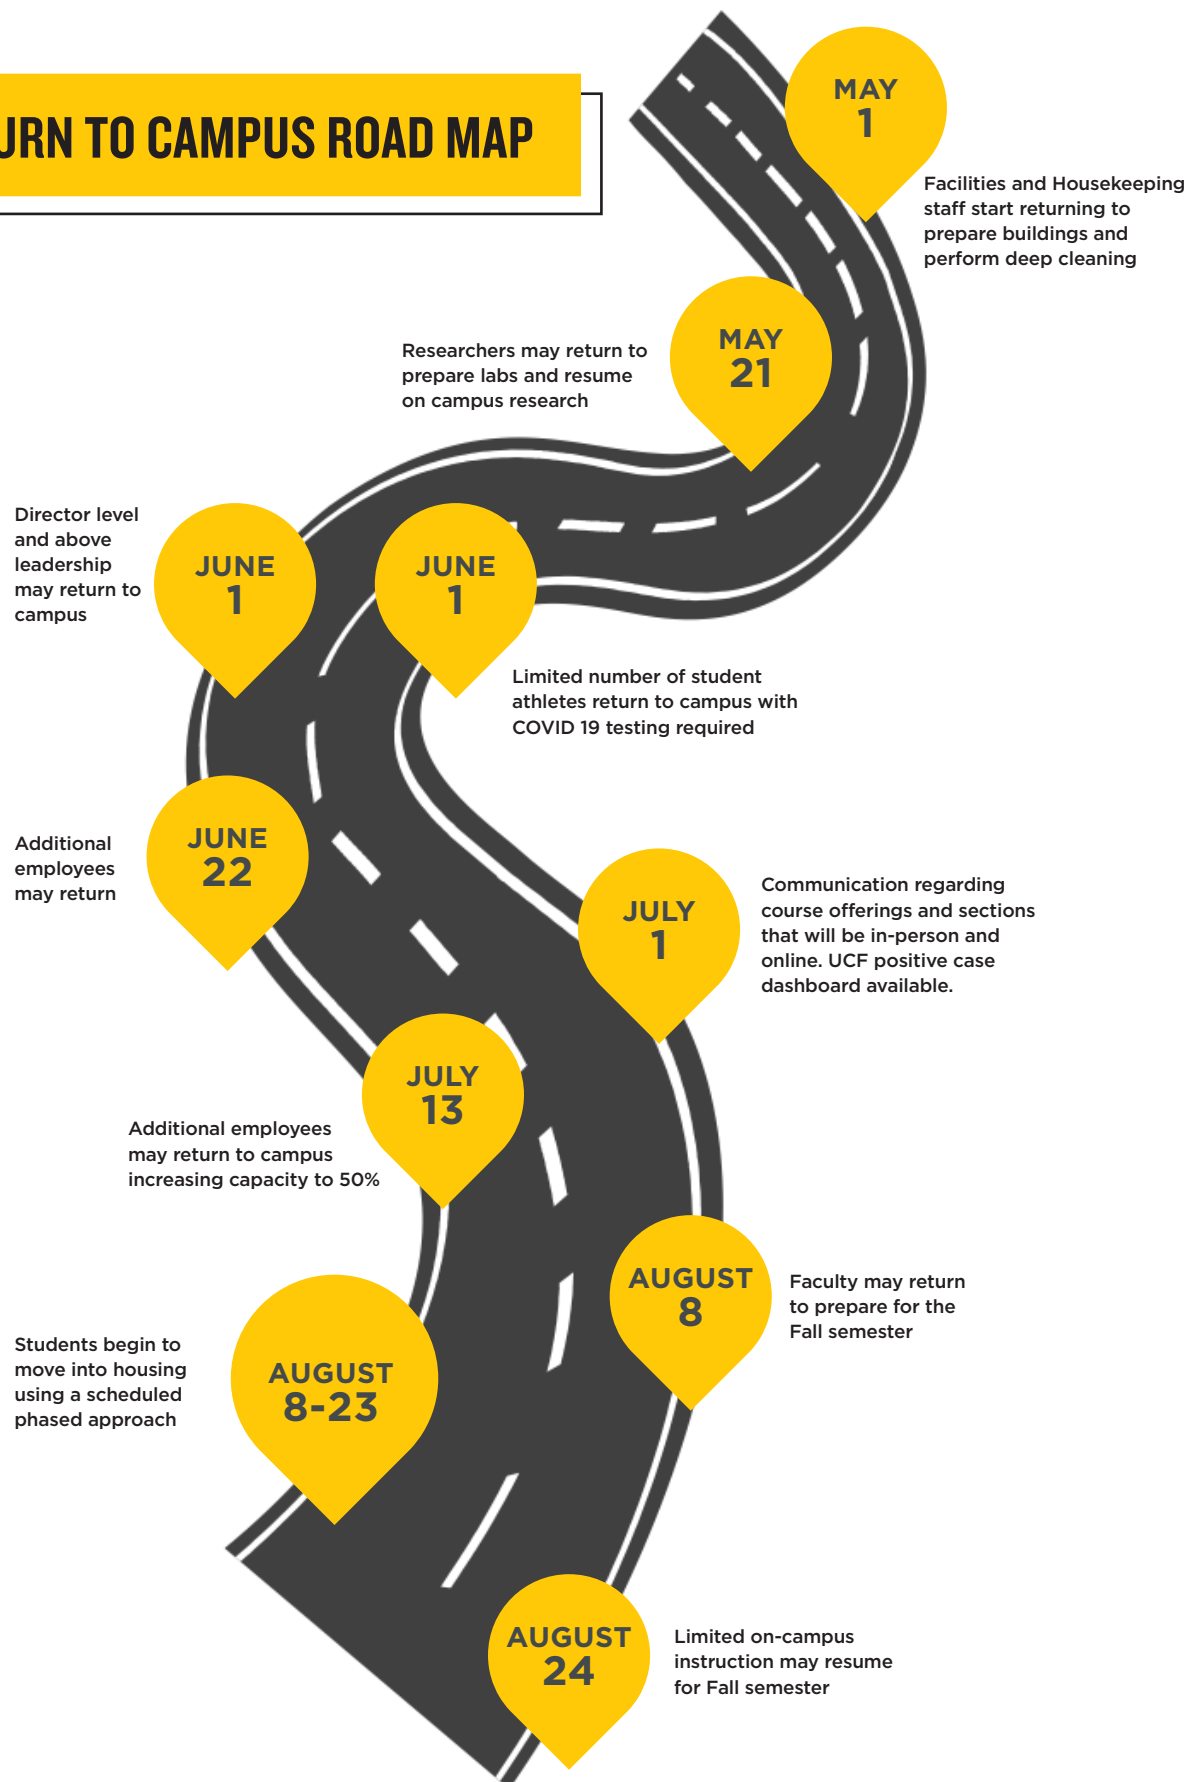 URN TO CAMPUS ROAD MAP
MAY
1
Facilities and Housekeeping
staff start returning to
prepare buildings and
perform deep cleaning
MAY
21
Researchers may return to
prepare labs and resume
on campus research
JUNE
1
Director level
and above
leadership
may return to
campus
JUNE
1
Limited number of student
athletes return to campus with
COVID 19 testing required
JUNE
22
Additional
employees
may return
JULY
1
Communication regarding
course offerings and sections
that will be in-person and
online. UCF positive case
dashboard available.
JULY
13
Additional employees
may return to campus
increasing capacity to 50%
AUGUST
8
Faculty may return
to prepare for the
Fall semester
AUGUST
8-23
Students begin to
move into housing
using a scheduled
phased approach
AUGUST
24
Limited on-campus
instruction may resume
for Fall semester